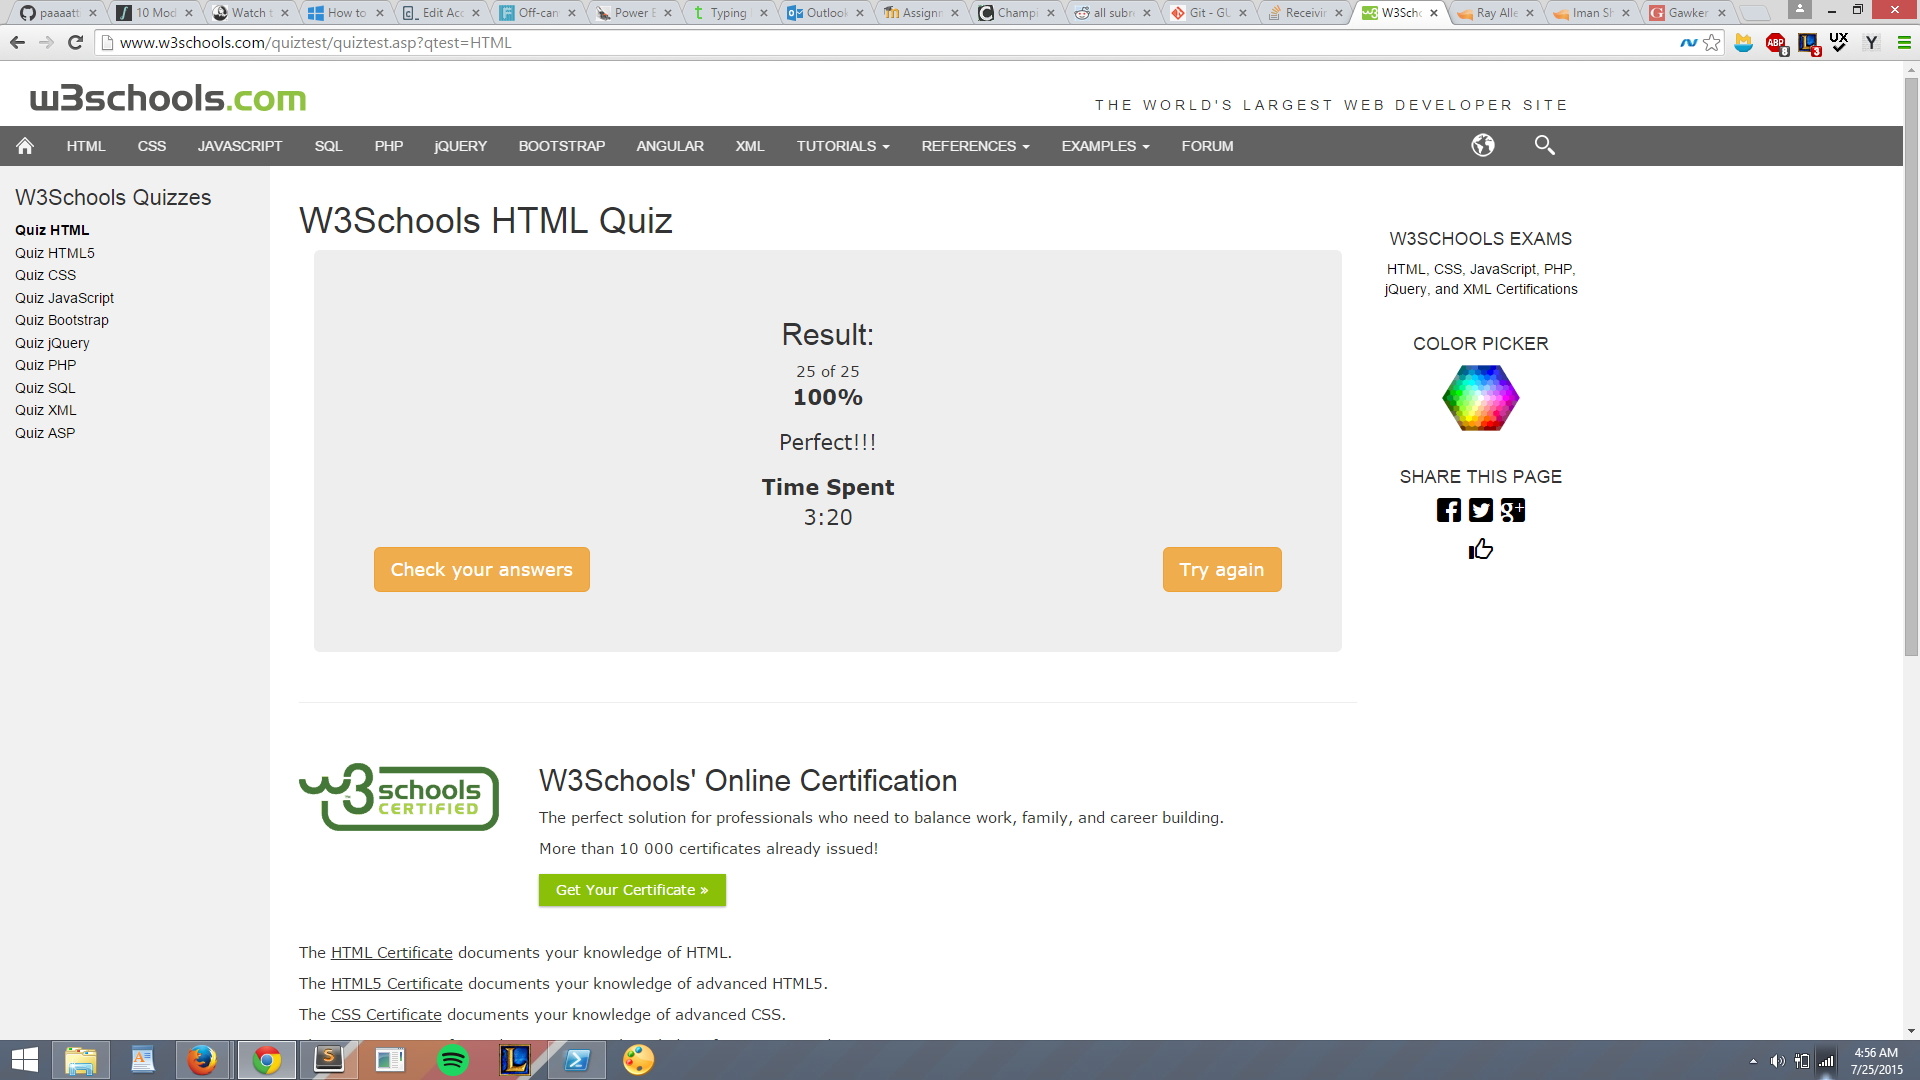 paaaatt
10 Mod
Watch t
How to
Edit Acc
Off-can
Power B
Typing
Outlook
Assignm
Champi
all subre
Git - GU
Receivin
W3Scho
Ray Alle
Iman Sh
Gawker
www.w3schools.com/quiztest/quiztest.asp?qtest=HTML
w3schools.com
THE WORLD'S LARGEST WEB DEVELOPER SITE
HTML CSS JAVASCRIPT SQL PHP jQUERY BOOTSTRAP ANGULAR XML TUTORIALS REFERENCES EXAMPLES FORUM
W3Schools Quizzes
Quiz HTML
Quiz HTML5
Quiz CSS
Quiz JavaScript
Quiz Bootstrap
Quiz jQuery
Quiz PHP
Quiz SQL
Quiz XML
Quiz ASP
W3Schools HTML Quiz
Result:
25 of 25
100%
Perfect!!!
Time Spent
3:20
Check your answers
Try again
W3SCHOOLS EXAMS
HTML, CSS, JavaScript, PHP,
jQuery, and XML Certifications
COLOR PICKER
SHARE THIS PAGE
w3schools
CERTIFIED
W3Schools' Online Certification
The perfect solution for professionals who need to balance work, family, and career building.
More than 10 000 certificates already issued!
Get Your Certificate »
The HTML Certificate documents your knowledge of HTML.
The HTML5 Certificate documents your knowledge of advanced HTML5.
The CSS Certificate documents your knowledge of advanced CSS.
4:56 AM
7/25/2015